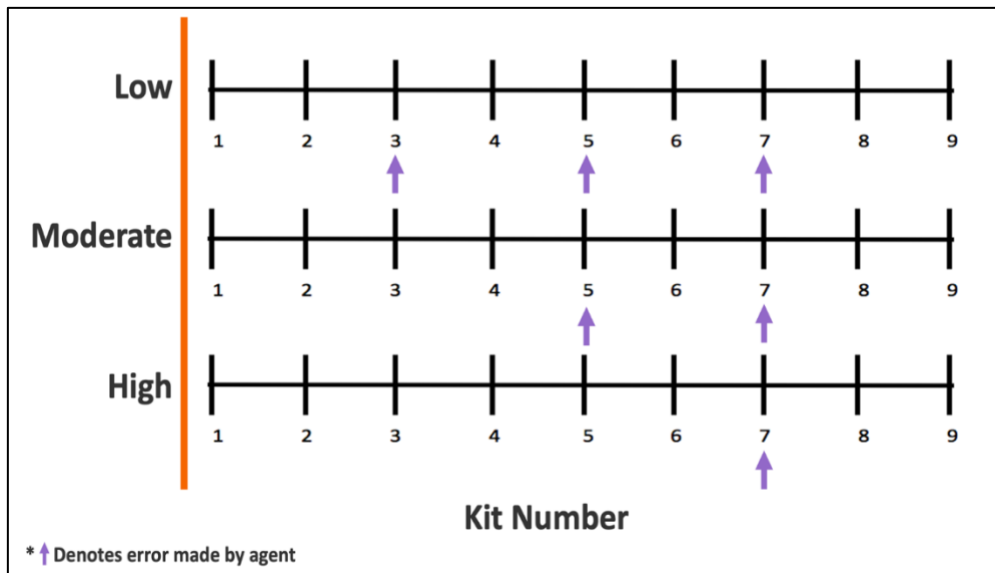 Low
1 2 3 4 5 6 7 8 9
Moderate
1 2 3 4 5 6 7 8 9
High
1 2 3 4 5 6 7 8 9
Kit Number
* Denotes error made by agent